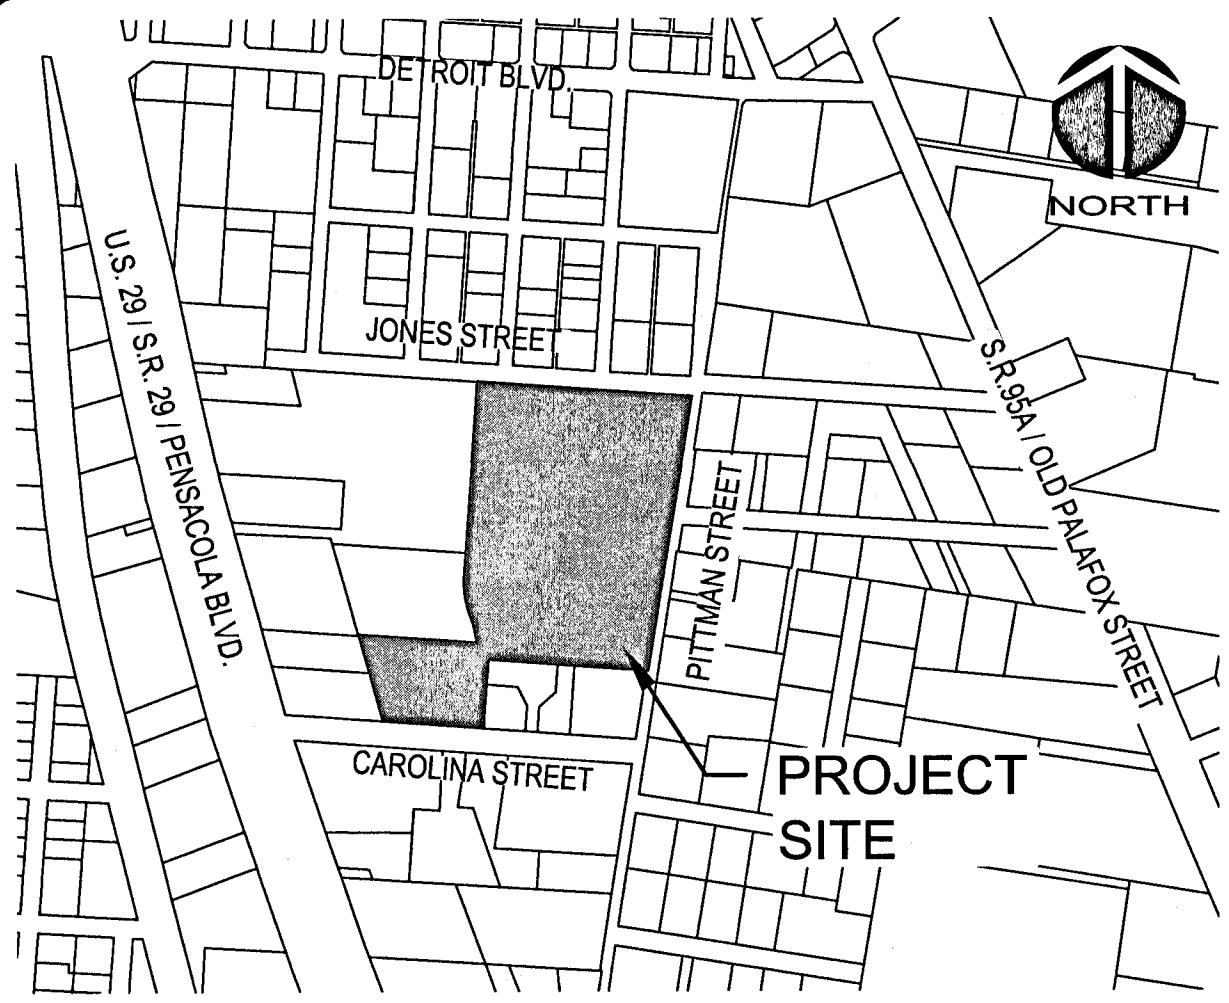 DETROIT BLVD.
NORTH
U.S. 29 / S.R. 29 / PENSACOLA BLVD.
JONES STREET
S.R.95A / OLD PALAFOX STREET
PITTMAN STREET
CAROLINA STREET
PROJECT
SITE